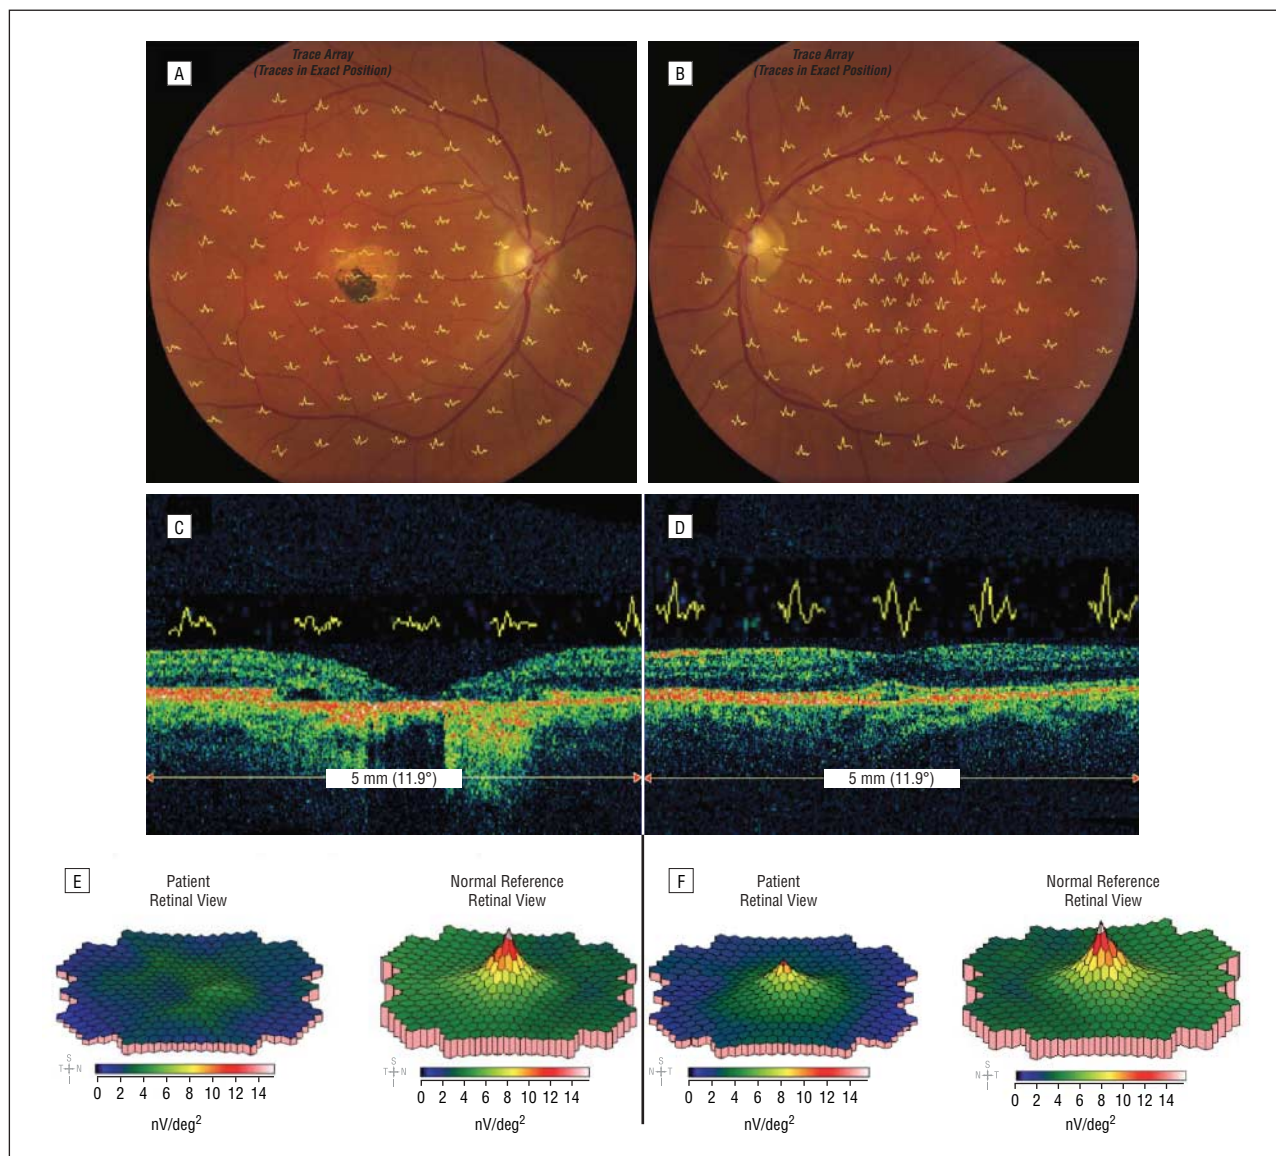 Trace Array
(Traces in Exact Position)
A
Trace Array
(Traces in Exact Position)
B
C
D
5 mm (11.9°)
5 mm (11.9°)
E
Patient
Retinal View
Normal Reference
Retinal View
F
Patient
Retinal View
Normal Reference
Retinal View
S
T N
I
0 2 4 6 8 10 12 14
nV/deg²
S
T N
I
0 2 4 6 8 10 12 14
nV/deg²
S
N T
I
0 2 4 6 8 10 12 14
nV/deg²
S
N T
I
0 2 4 6 8 10 12 14
nV/deg²